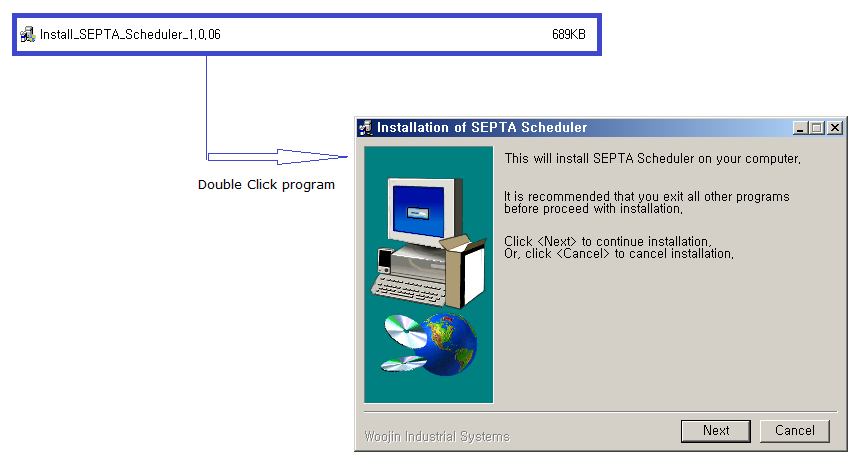 Install_SEPTA_Scheduler_1.0.06 689KB
Double Click program
Installation of SEPTA Scheduler
This will install SEPTA Scheduler on your computer.
It is recommended that you exit all other programs
before proceed with installation.
Click <Next> to continue installation.
Or, click <Cancel> to cancel installation.
Woojin Industrial Systems
Next Cancel